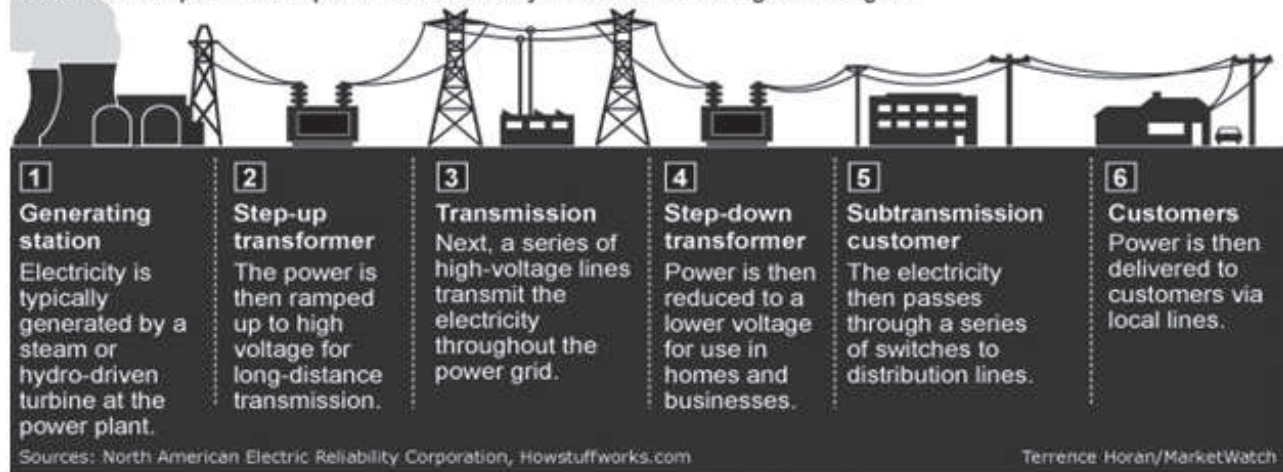 1
Generating
station
Electricity is
typically
generated by a
steam or
hydro-driven
turbine at the
power plant.
2
Step-up
transformer
The power is
then ramped
up to high
voltage for
long-distance
transmission.
3
Transmission
Next, a series of
high-voltage lines
transmit the
electricity
throughout the
power grid.
4
Step-down
transformer
Power is then
reduced to a
lower voltage
for use in
homes and
businesses.
5
Subtransmission
customer
The electricity
then passes
through a series
of switches to
distribution lines.
6
Customers
Power is then
delivered to
customers via
local lines.
Sources: North American Electric Reliability Corporation, Howstuffworks.com
Terrence Horan/MarketWatch